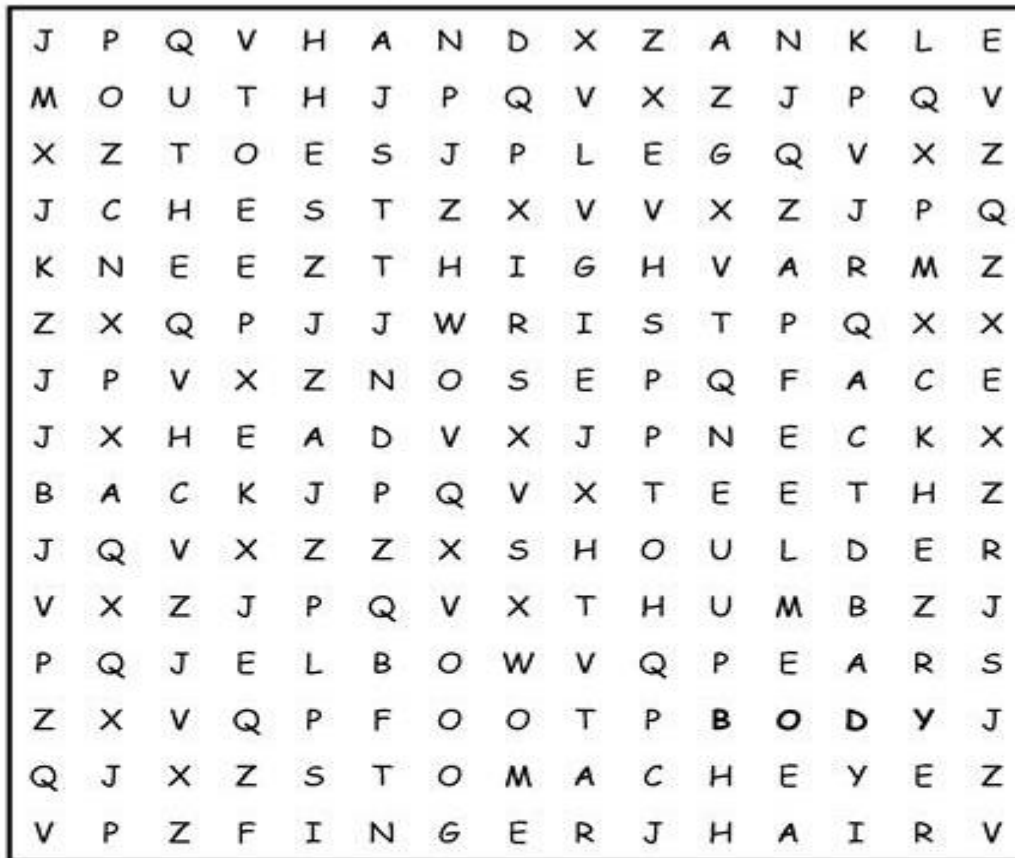 J P Q V H A N D X Z A N K L E
M O U T H J P Q V X Z J P Q V
X Z T O E S J P L E G Q V X Z
J C H E S T Z X V V X Z J P Q
K N E E Z T H I G H V A R M Z
Z X Q P J J W R I S T P Q X X
J P V X Z N O S E P Q F A C E
J X H E A D V X J P N E C K X
B A C K J P Q V X T E E T H Z
J Q V X Z Z X S H O U L D E R
V X Z J P Q V X T H U M B Z J
P Q J E L B O W V Q P E A R S
Z X V Q P F O O T P B O D Y J
Q J X Z S T O M A C H E Y E Z
V P Z F I N G E R J H A I R V